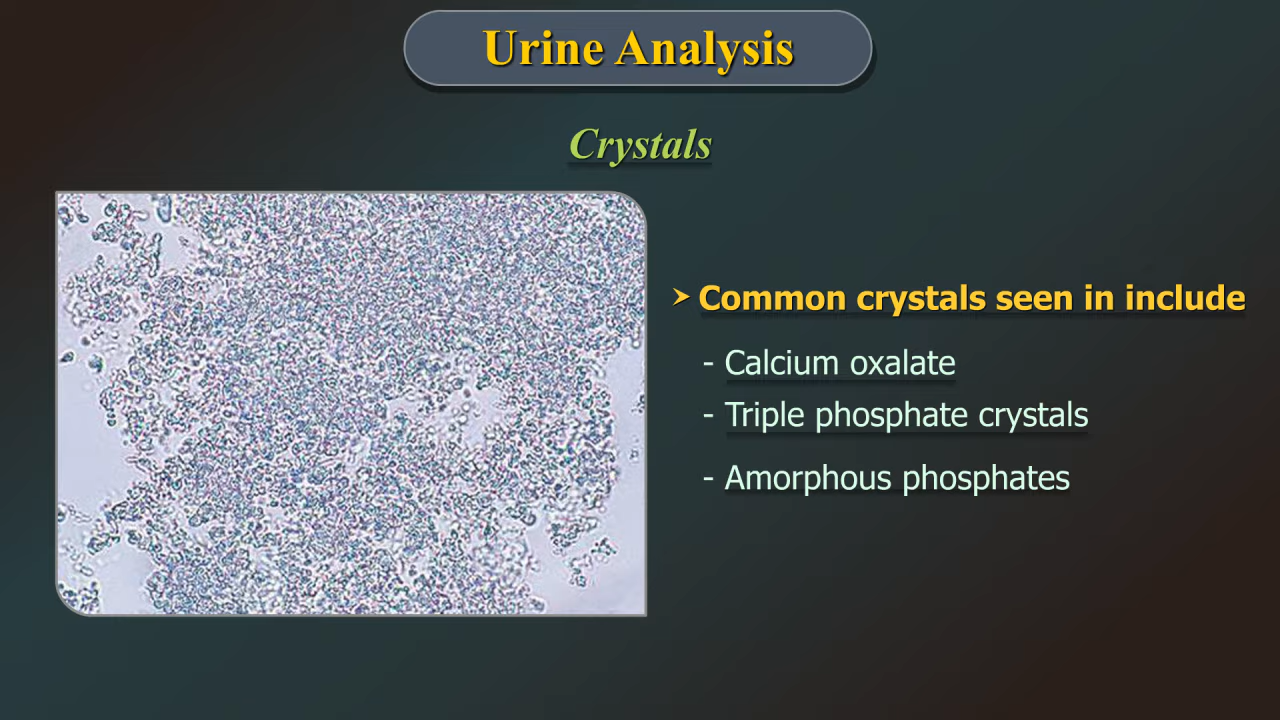 Urine Analysis
Crystals
➤ Common crystals seen in include
- Calcium oxalate
- Triple phosphate crystals
- Amorphous phosphates